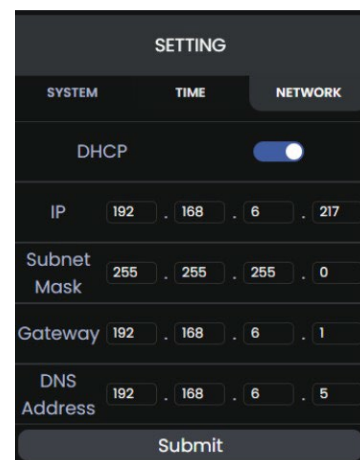 SETTING
SYSTEM TIME NETWORK
DHCP
IP 192 . 168 . 6 . 217
Subnet Mask 255 . 255 . 255 . 0
Gateway 192 . 168 . 6 . 1
DNS Address 192 . 168 . 6 . 5
Submit